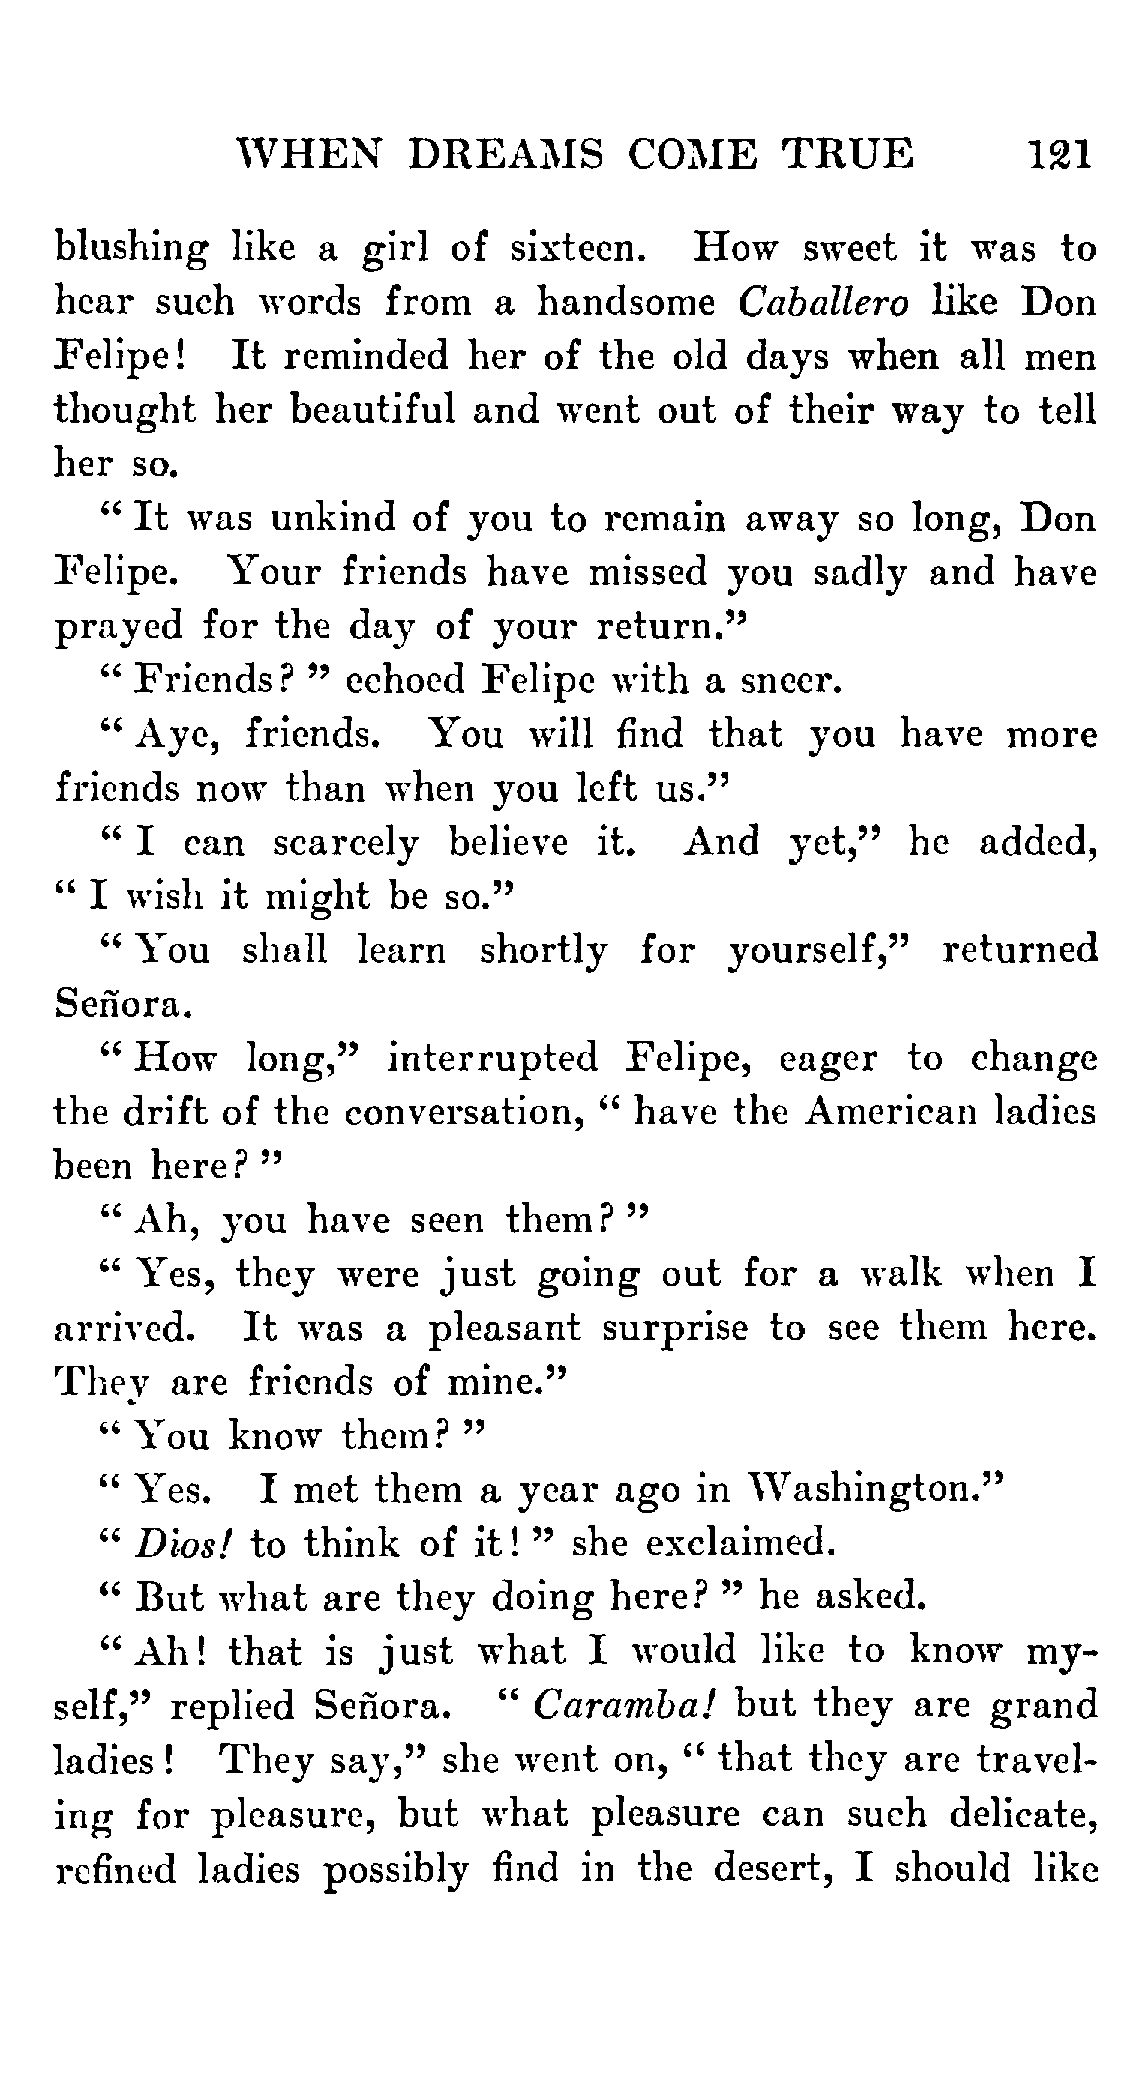 WHEN DREAMS COME TRUE 121
blushing like a girl of sixteen. How sweet it was to
hear such words from a handsome Caballero like Don
Felipe! It reminded her of the old days when all men
thought her beautiful and went out of their way to tell
her so.
“ It was unkind of you to remain away so long, Don
Felipe. Your friends have missed you sadly and have
prayed for the day of your return.”
“ Friends? ” echoed Felipe with a sneer.
“ Aye, friends. You will find that you have more
friends now than when you left us.”
“ I can scarcely believe it. And yet,” he added,
“ I wish it might be so.”
“ You shall learn shortly for yourself,” returned
Señora.
“ How long,” interrupted Felipe, eager to change
the drift of the conversation, “ have the American ladies
been here? ”
“ Ah, you have seen them? ”
“ Yes, they were just going out for a walk when I
arrived. It was a pleasant surprise to see them here.
They are friends of mine.”
“ You know them? ”
“ Yes. I met them a year ago in Washington.”
“ Dios! to think of it! ” she exclaimed.
“ But what are they doing here? ” he asked.
“ Ah! that is just what I would like to know my-
self,” replied Señora. “ Caramba! but they are grand
ladies! They say,” she went on, “ that they are travel-
ing for pleasure, but what pleasure can such delicate,
refined ladies possibly find in the desert, I should like